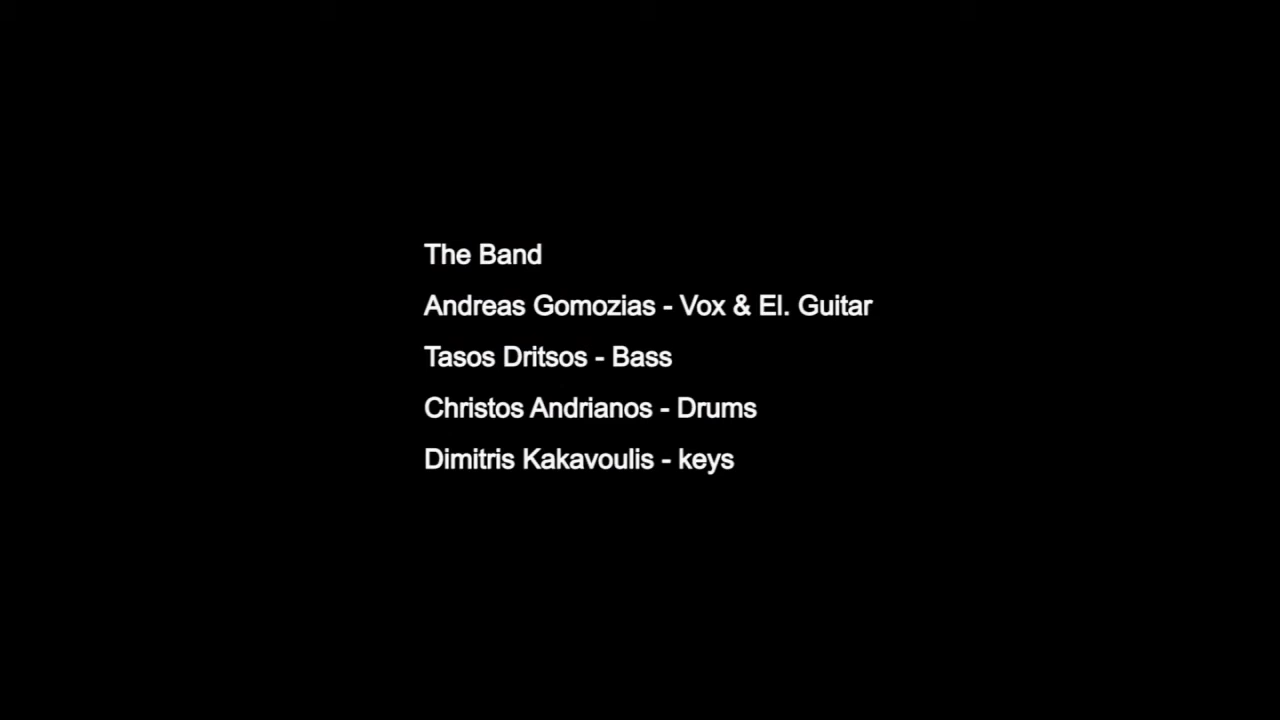 The Band
Andreas Gomozias - Vox & El. Guitar
Tasos Dritsos - Bass
Christos Andrianos - Drums
Dimitris Kakavoulis - keys